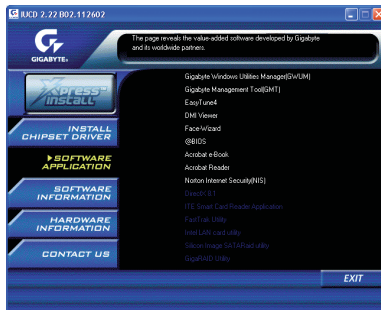 IUCD 2.22 B02.112602
GIGABYTE
The page reveals the value-added software developed by Gigabyte
and its worldwide partners.
Xpress™
INSTALL
INSTALL
CHIPSET DRIVER
SOFTWARE
APPLICATION
SOFTWARE
INFORMATION
HARDWARE
INFORMATION
CONTACT US
Gigabyte Windows Utilities Manager(GWUM)
Gigabyte Management Tool(GMT)
EasyTune4
DMI Viewer
Face-Wizard
@BIOS
Acrobat e-Book
Acrobat Reader
Norton Internet Security(NIS)
DirectX 8.1
ITE Smart Card Reader Application
FastTrak Utility
Intel LAN card utility
Silicon Image SATARaid utility
GigaRAID Utility
EXIT